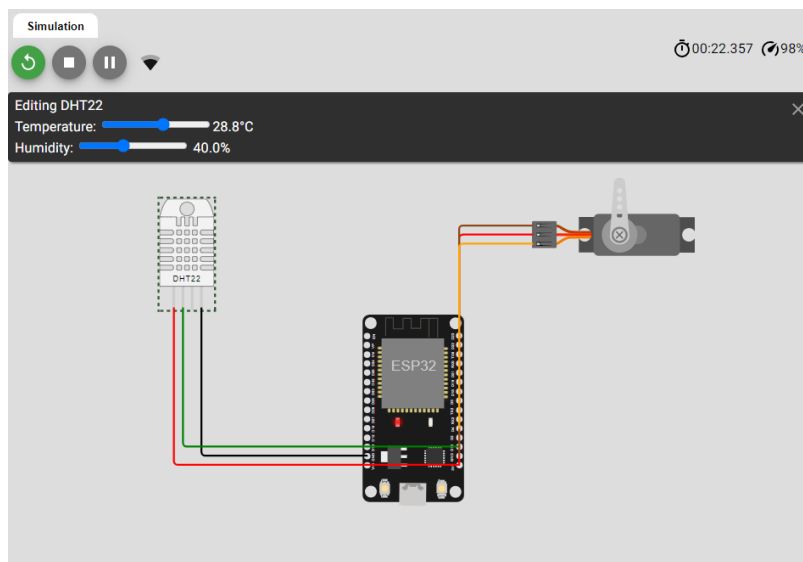 Simulation
00:22.357 98%
Editing DHT22
Temperature: 28.8°C
Humidity: 40.0%
DHT22
ESP32